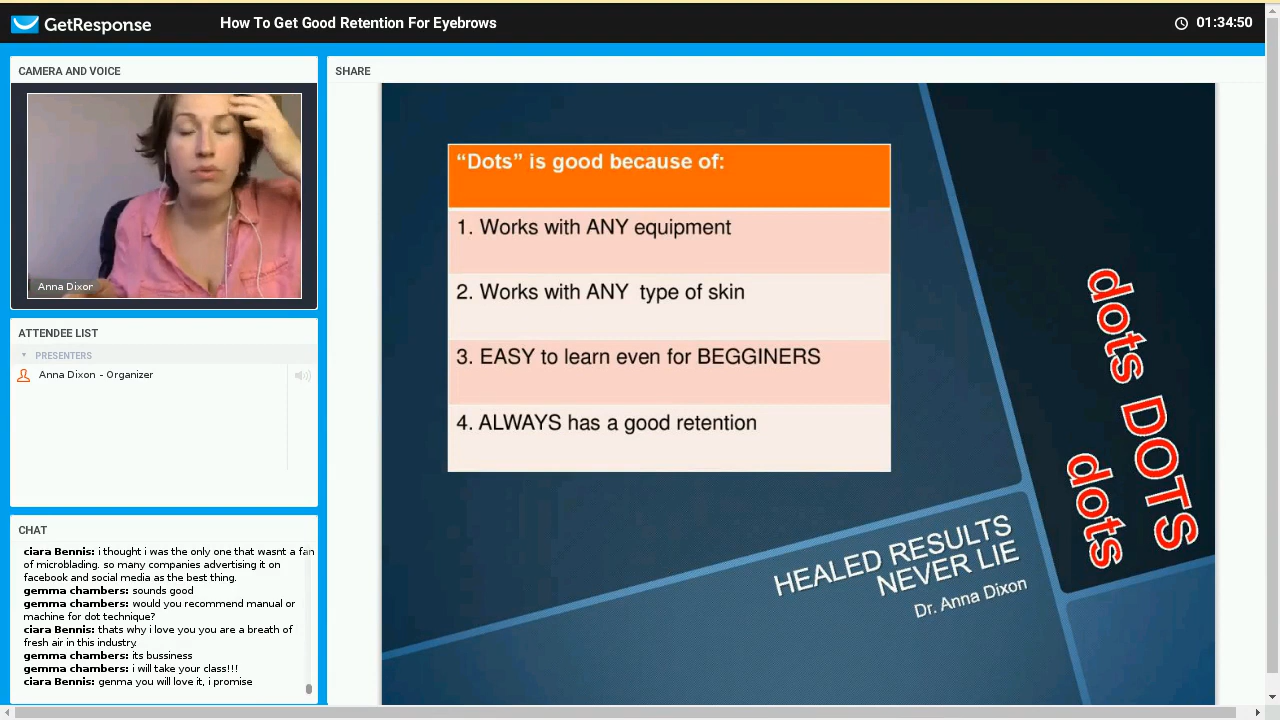 GetResponse
How To Get Good Retention For Eyebrows
01:34:50
CAMERA AND VOICE
SHARE
Anna Dixon
ATTENDEE LIST
PRESENTERS
Anna Dixon - Organizer
CHAT
ciara Bennis: i thought i was the only one that wasnt a fan
of microblading. so many companies advertising it on
facebook and social media as the best thing.
gemma chambers: sounds good
gemma chambers: would you recommend manual or
machine for dot technique?
ciara Bennis: thats why i love you you are a breath of
fresh air in this industry.
gemma chambers: its bussiness
gemma chambers: i will take your class!!!
ciara Bennis: genma you will love it, i promise
“Dots” is good because of:
1. Works with ANY equipment
2. Works with ANY type of skin
3. EASY to learn even for BEGGINERS
4. ALWAYS has a good retention
dots DOTS
dots
HEALED RESULTS
NEVER LIE
Dr. Anna Dixon